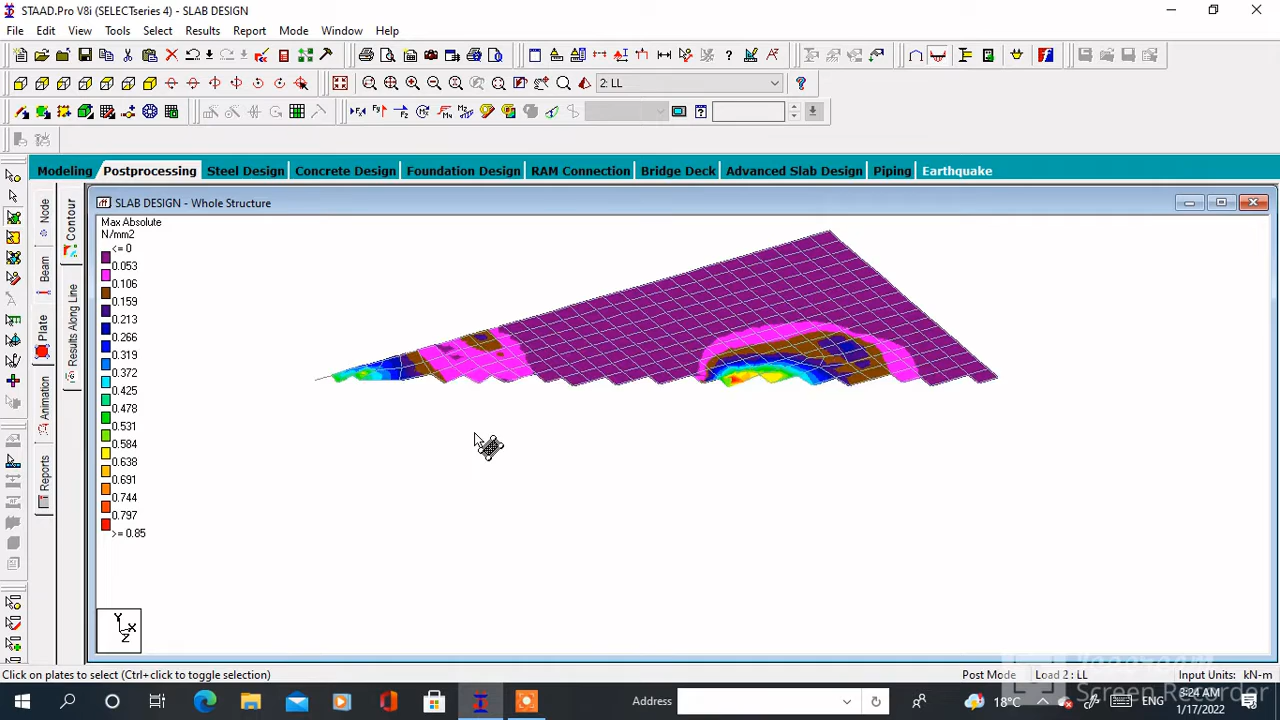 STAAD.Pro V8i (SELECTseries 4) - SLAB DESIGN
File Edit View Tools Select Results Report Mode Window Help
2: LL
Modeling Postprocessing Steel Design Concrete Design Foundation Design RAM Connection Bridge Deck Advanced Slab Design Piping Earthquake
SLAB DESIGN - Whole Structure
Node
Beam
Plate
Animation
Reports
Contour
Results Along Line
Max Absolute
N/mm2
<= 0
0.053
0.106
0.159
0.213
0.266
0.319
0.372
0.425
0.478
0.531
0.584
0.638
0.691
0.744
0.797
>= 0.85
Y
X
Z
Click on plates to select (Ctrl+click to toggle selection)
Post Mode Load 2 : LL Input Units: kN-m
Screen Recorder
Address
18°C
ENG
3:24 AM
1/17/2022